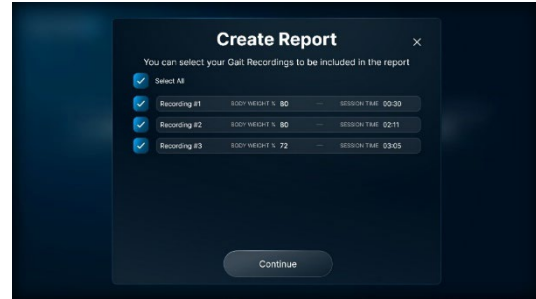 Create Report ×
You can select your Gait Recordings to be included in the report
Select All
Recording #1 BODY WEIGHT % 80 — SESSION TIME 00:30
Recording #2 BODY WEIGHT % 80 — SESSION TIME 02:11
Recording #3 BODY WEIGHT % 72 — SESSION TIME 03:05
Continue